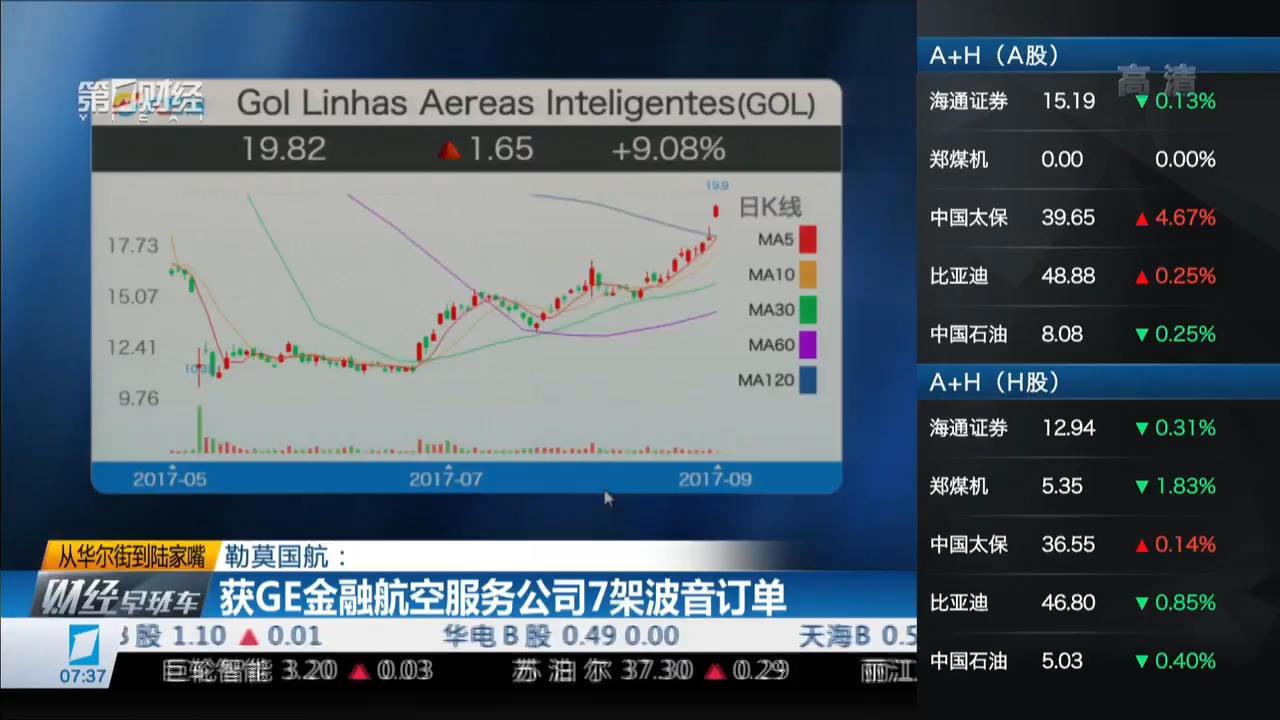 第一财经
YICAI
Gol Linhas Aereas Inteligentes(GOL)
19.82 ▲ 1.65 +9.08%
19.9
日K线
MA5
MA10
MA30
MA60
MA120
17.73
15.07
12.41
9.76
2017-05 2017-07 2017-09
从华尔街到陆家嘴
勒莫国航：
财经早班车
获GE金融航空服务公司7架波音订单
股 1.10 ▲ 0.01 华电B股 0.49 0.00 天海B 0.5
07:37
巨轮智能 3.20 ▲ 0.03 苏泊尔 37.30 ▲ 0.29 丽江
高清
A+H（A股）
海通证券 15.19 ▼ 0.13%
郑煤机 0.00 0.00%
中国太保 39.65 ▲ 4.67%
比亚迪 48.88 ▲ 0.25%
中国石油 8.08 ▼ 0.25%
A+H（H股）
海通证券 12.94 ▼ 0.31%
郑煤机 5.35 ▼ 1.83%
中国太保 36.55 ▲ 0.14%
比亚迪 46.80 ▼ 0.85%
中国石油 5.03 ▼ 0.40%